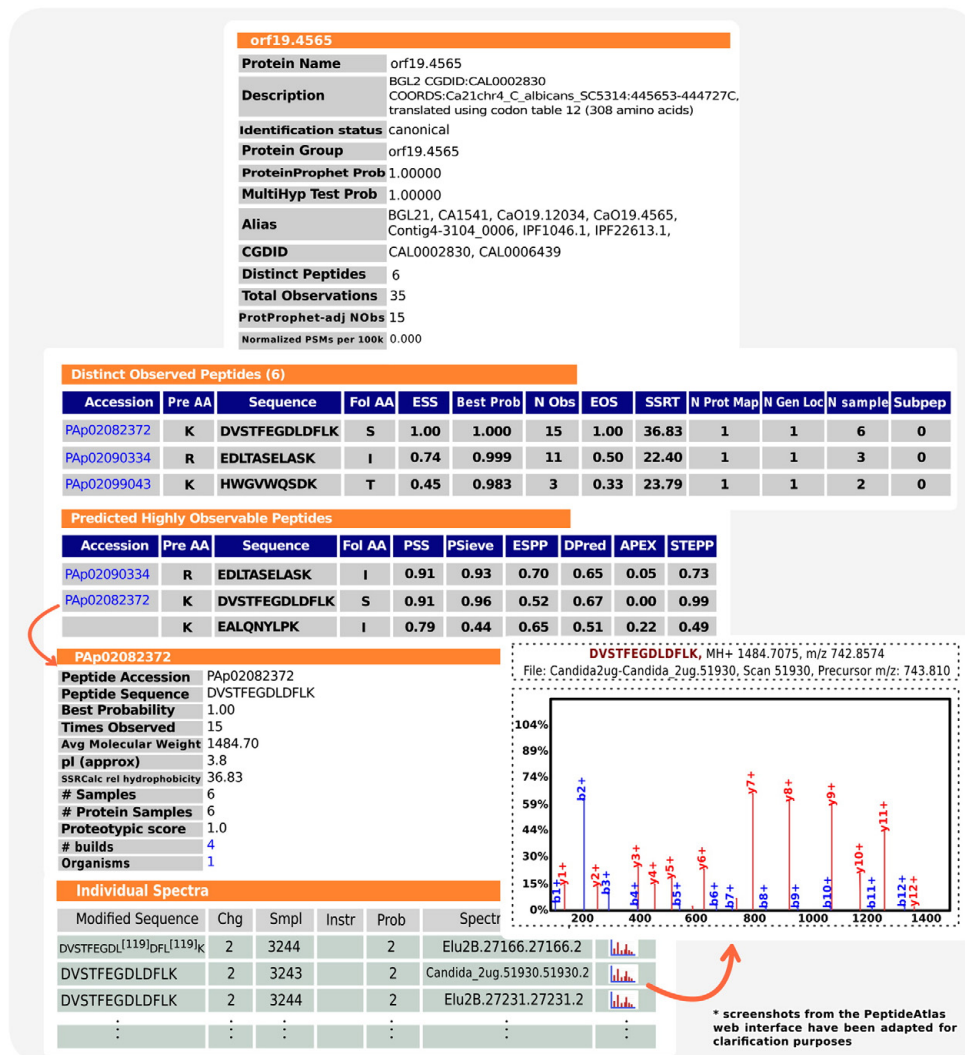 orf19.4565
Protein Name orf19.4565
Description BGL2 CGDID:CAL0002830
COORDS:Ca21chr4_C_albicans_SC5314:445653-444727C,
translated using codon table 12 (308 amino acids)
Identification status canonical
Protein Group orf19.4565
ProteinProphet Prob 1.00000
MultiHyp Test Prob 1.00000
Alias BGL21, CA1541, CaO19.12034, CaO19.4565,
Contig4-3104_0006, IPF1046.1, IPF22613.1,
CGDID CAL0002830, CAL0006439
Distinct Peptides 6
Total Observations 35
ProtProphet-adj NObs 15
Normalized PSMs per 100k 0.000
Distinct Observed Peptides (6)
Accession Pre AA Sequence Fol AA ESS Best Prob N Obs EOS SSRT N Prot Map N Gen Loc N sample Subpep
PAp02082372 K DVSTFEGDLDFLK S 1.00 1.000 15 1.00 36.83 1 1 6 0
PAp02090334 R EDLTASELASK I 0.74 0.999 11 0.50 22.40 1 1 3 0
PAp02099043 K HWGVWQSDK T 0.45 0.983 3 0.33 23.79 1 1 2 0
Predicted Highly Observable Peptides
Accession Pre AA Sequence Fol AA PSS PSieve ESPP DPred APEX STEPP
PAp02090334 R EDLTASELASK I 0.91 0.93 0.70 0.65 0.05 0.73
PAp02082372 K DVSTFEGDLDFLK S 0.91 0.96 0.52 0.67 0.00 0.99
K EALQNYLPK I 0.79 0.44 0.65 0.51 0.22 0.49
PAp02082372
Peptide Accession PAp02082372
Peptide Sequence DVSTFEGDLDFLK
Best Probability 1.00
Times Observed 15
Avg Molecular Weight 1484.70
pI (approx) 3.8
SSRCalc rel hydrophobicity 36.83
# Samples 6
# Protein Samples 6
Proteotypic score 1.0
# builds 4
Organisms 1
DVSTFEGDLDFLK, MH+ 1484.7075, m/z 742.8574
File: Candida2ug-Candida_2ug.51930, Scan 51930, Precursor m/z: 743.810
104%
89%
74%
59%
44%
30%
15%
0%
b1+ y1+ b2+ y2+ b3+ y3+ b4+ y4+ y5+ b5+ y6+ b6+ b7+ y7+ b8+ y8+ b9+ b10+ y9+ y10+ b11+ y11+ b12+ y12+
200 400 600 800 1000 1200 1400
Individual Spectra
Modified Sequence Chg Smpl Instr Prob Spectr
DVSTFEGDL[119]DFL[119]K 2 3244 2 Elu2B.27166.27166.2
DVSTFEGDLDFLK 2 3243 2 Candida_2ug.51930.51930.2
DVSTFEGDLDFLK 2 3244 2 Elu2B.27231.27231.2
* screenshots from the PeptideAtlas
web interface have been adapted for
clarification purposes